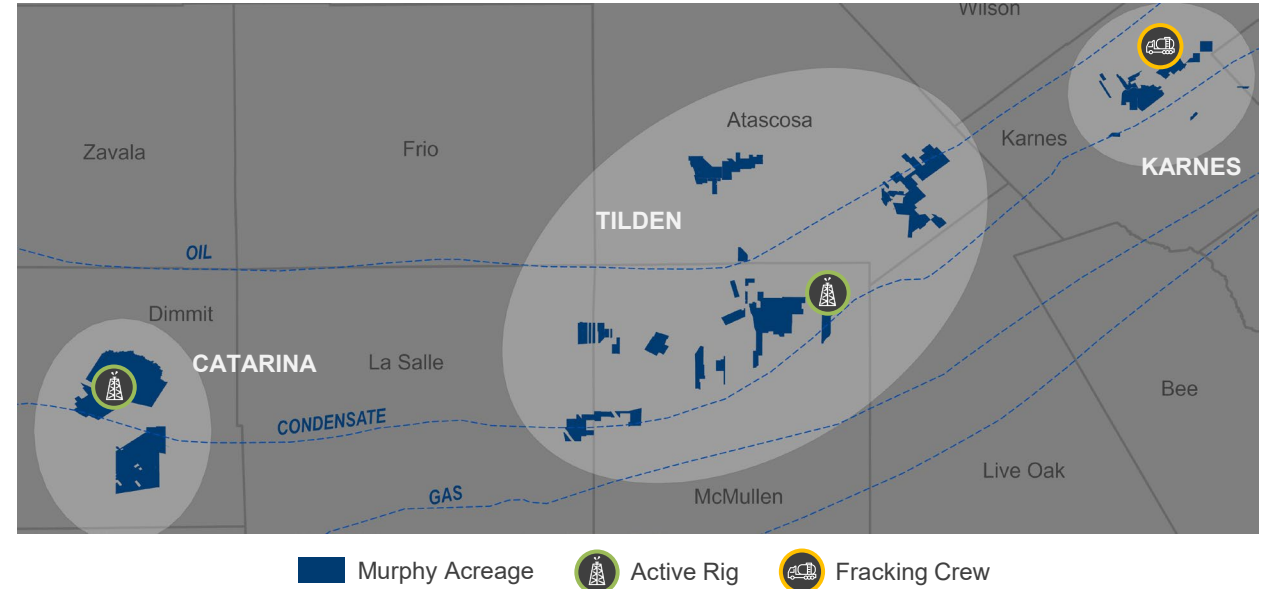 Wilson
Atascosa
Zavala
Frio
Karnes
KARNES
TILDEN
OIL
Dimmit
CATARINA
La Salle
Bee
CONDENSATE
Live Oak
GAS
McMullen
Murphy Acreage
Active Rig
Fracking Crew